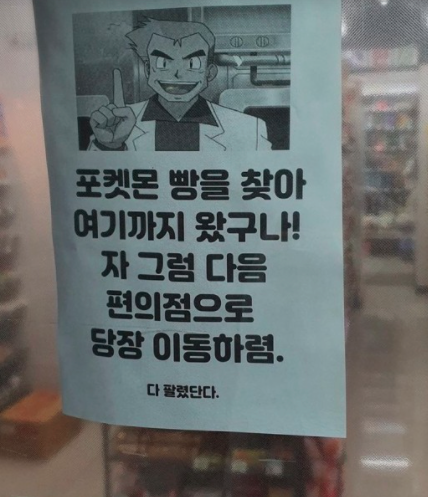 포켓몬 빵을 찾아
여기까지 왔구나!
자 그럼 다음
편의점으로
당장 이동하렴.
다 팔렸단다.